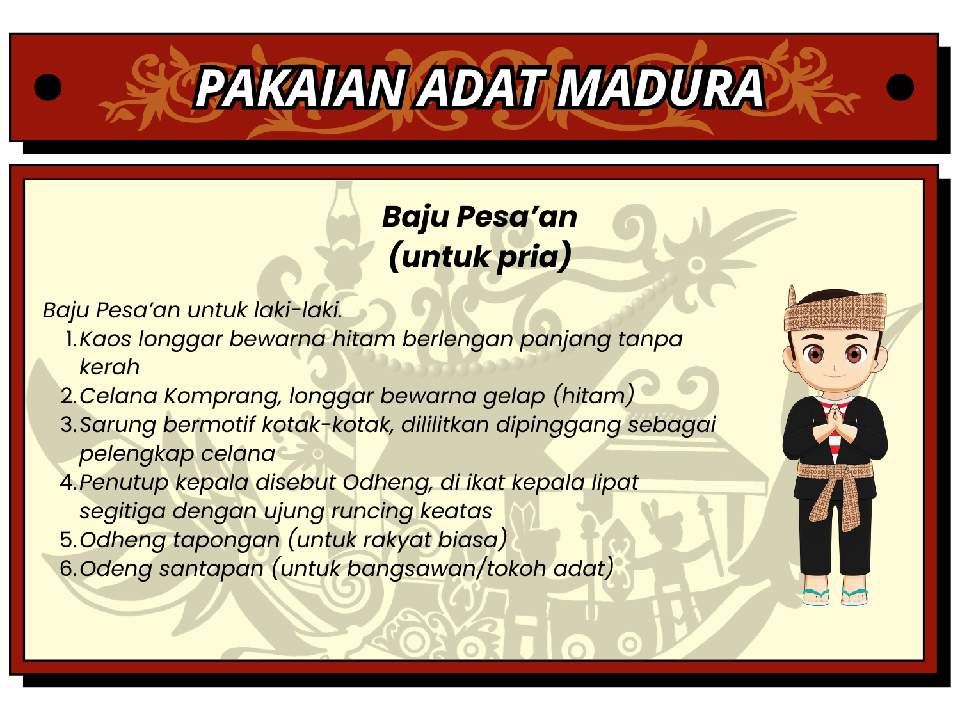 PAKAIAN ADAT MADURA
Baju Pesa’an
(untuk pria)
Baju Pesa’an untuk laki-laki.
1. Kaos longgar bewarna hitam berlengan panjang tanpa
kerah
2. Celana Komprang, longgar bewarna gelap (hitam)
3. Sarung bermotif kotak-kotak, dililitkan dipinggang sebagai
pelengkap celana
4. Penutup kepala disebut Odheng, di ikat kepala lipat
segitiga dengan ujung runcing keatas
5. Odheng tapongan (untuk rakyat biasa)
6. Odeng santapan (untuk bangsawan/tokoh adat)